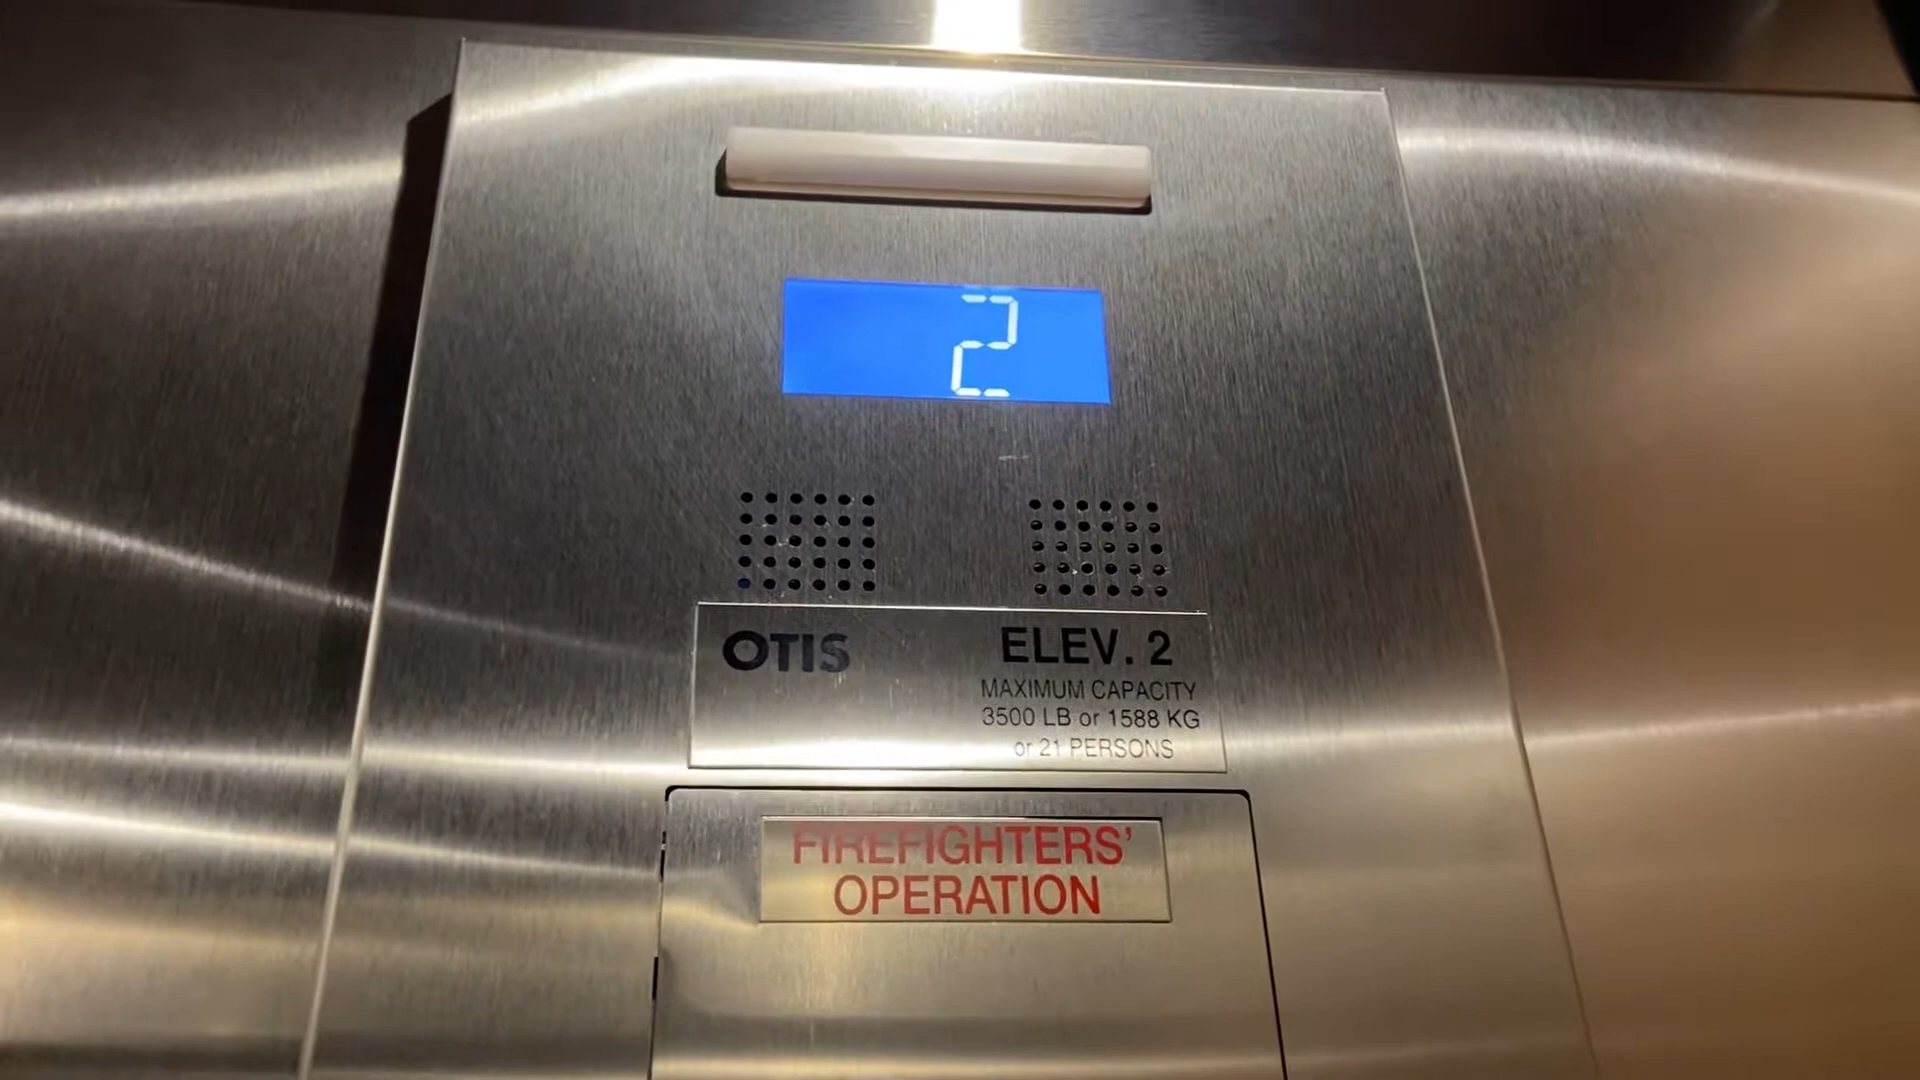 2
OTIS
ELEV. 2
MAXIMUM CAPACITY
3500 LB or 1588 KG
or 21 PERSONS
FIREFIGHTERS'
OPERATION